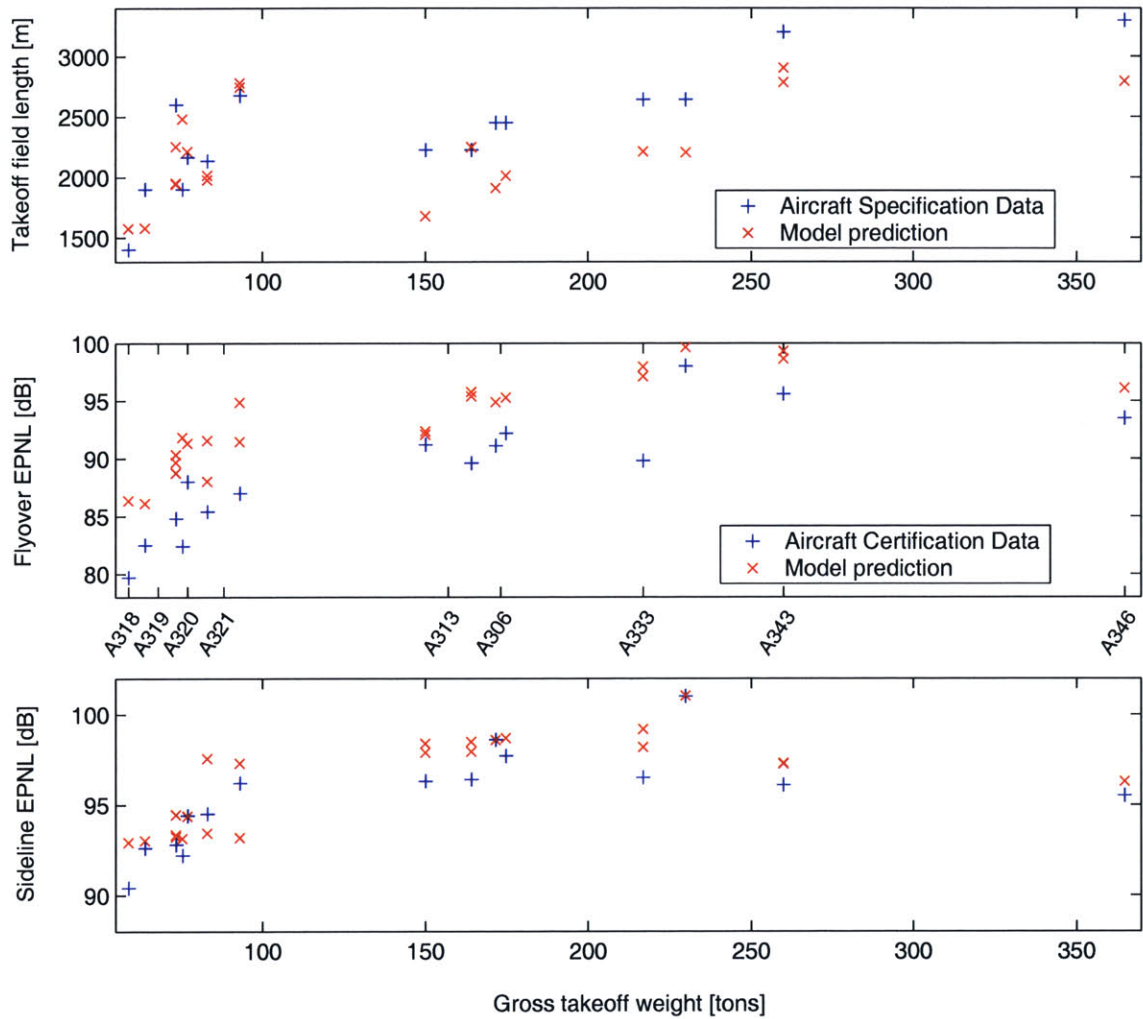 Takeoff field length [m]
3000
2500
2000
1500
Aircraft Specification Data
Model prediction
100
150
200
250
300
350
Flyover EPNL [dB]
100
95
90
85
80
Aircraft Certification Data
Model prediction
A318
A319
A320
A321
A313
A306
A333
A343
A346
Sideline EPNL [dB]
100
95
90
100
150
200
250
300
350
Gross takeoff weight [tons]